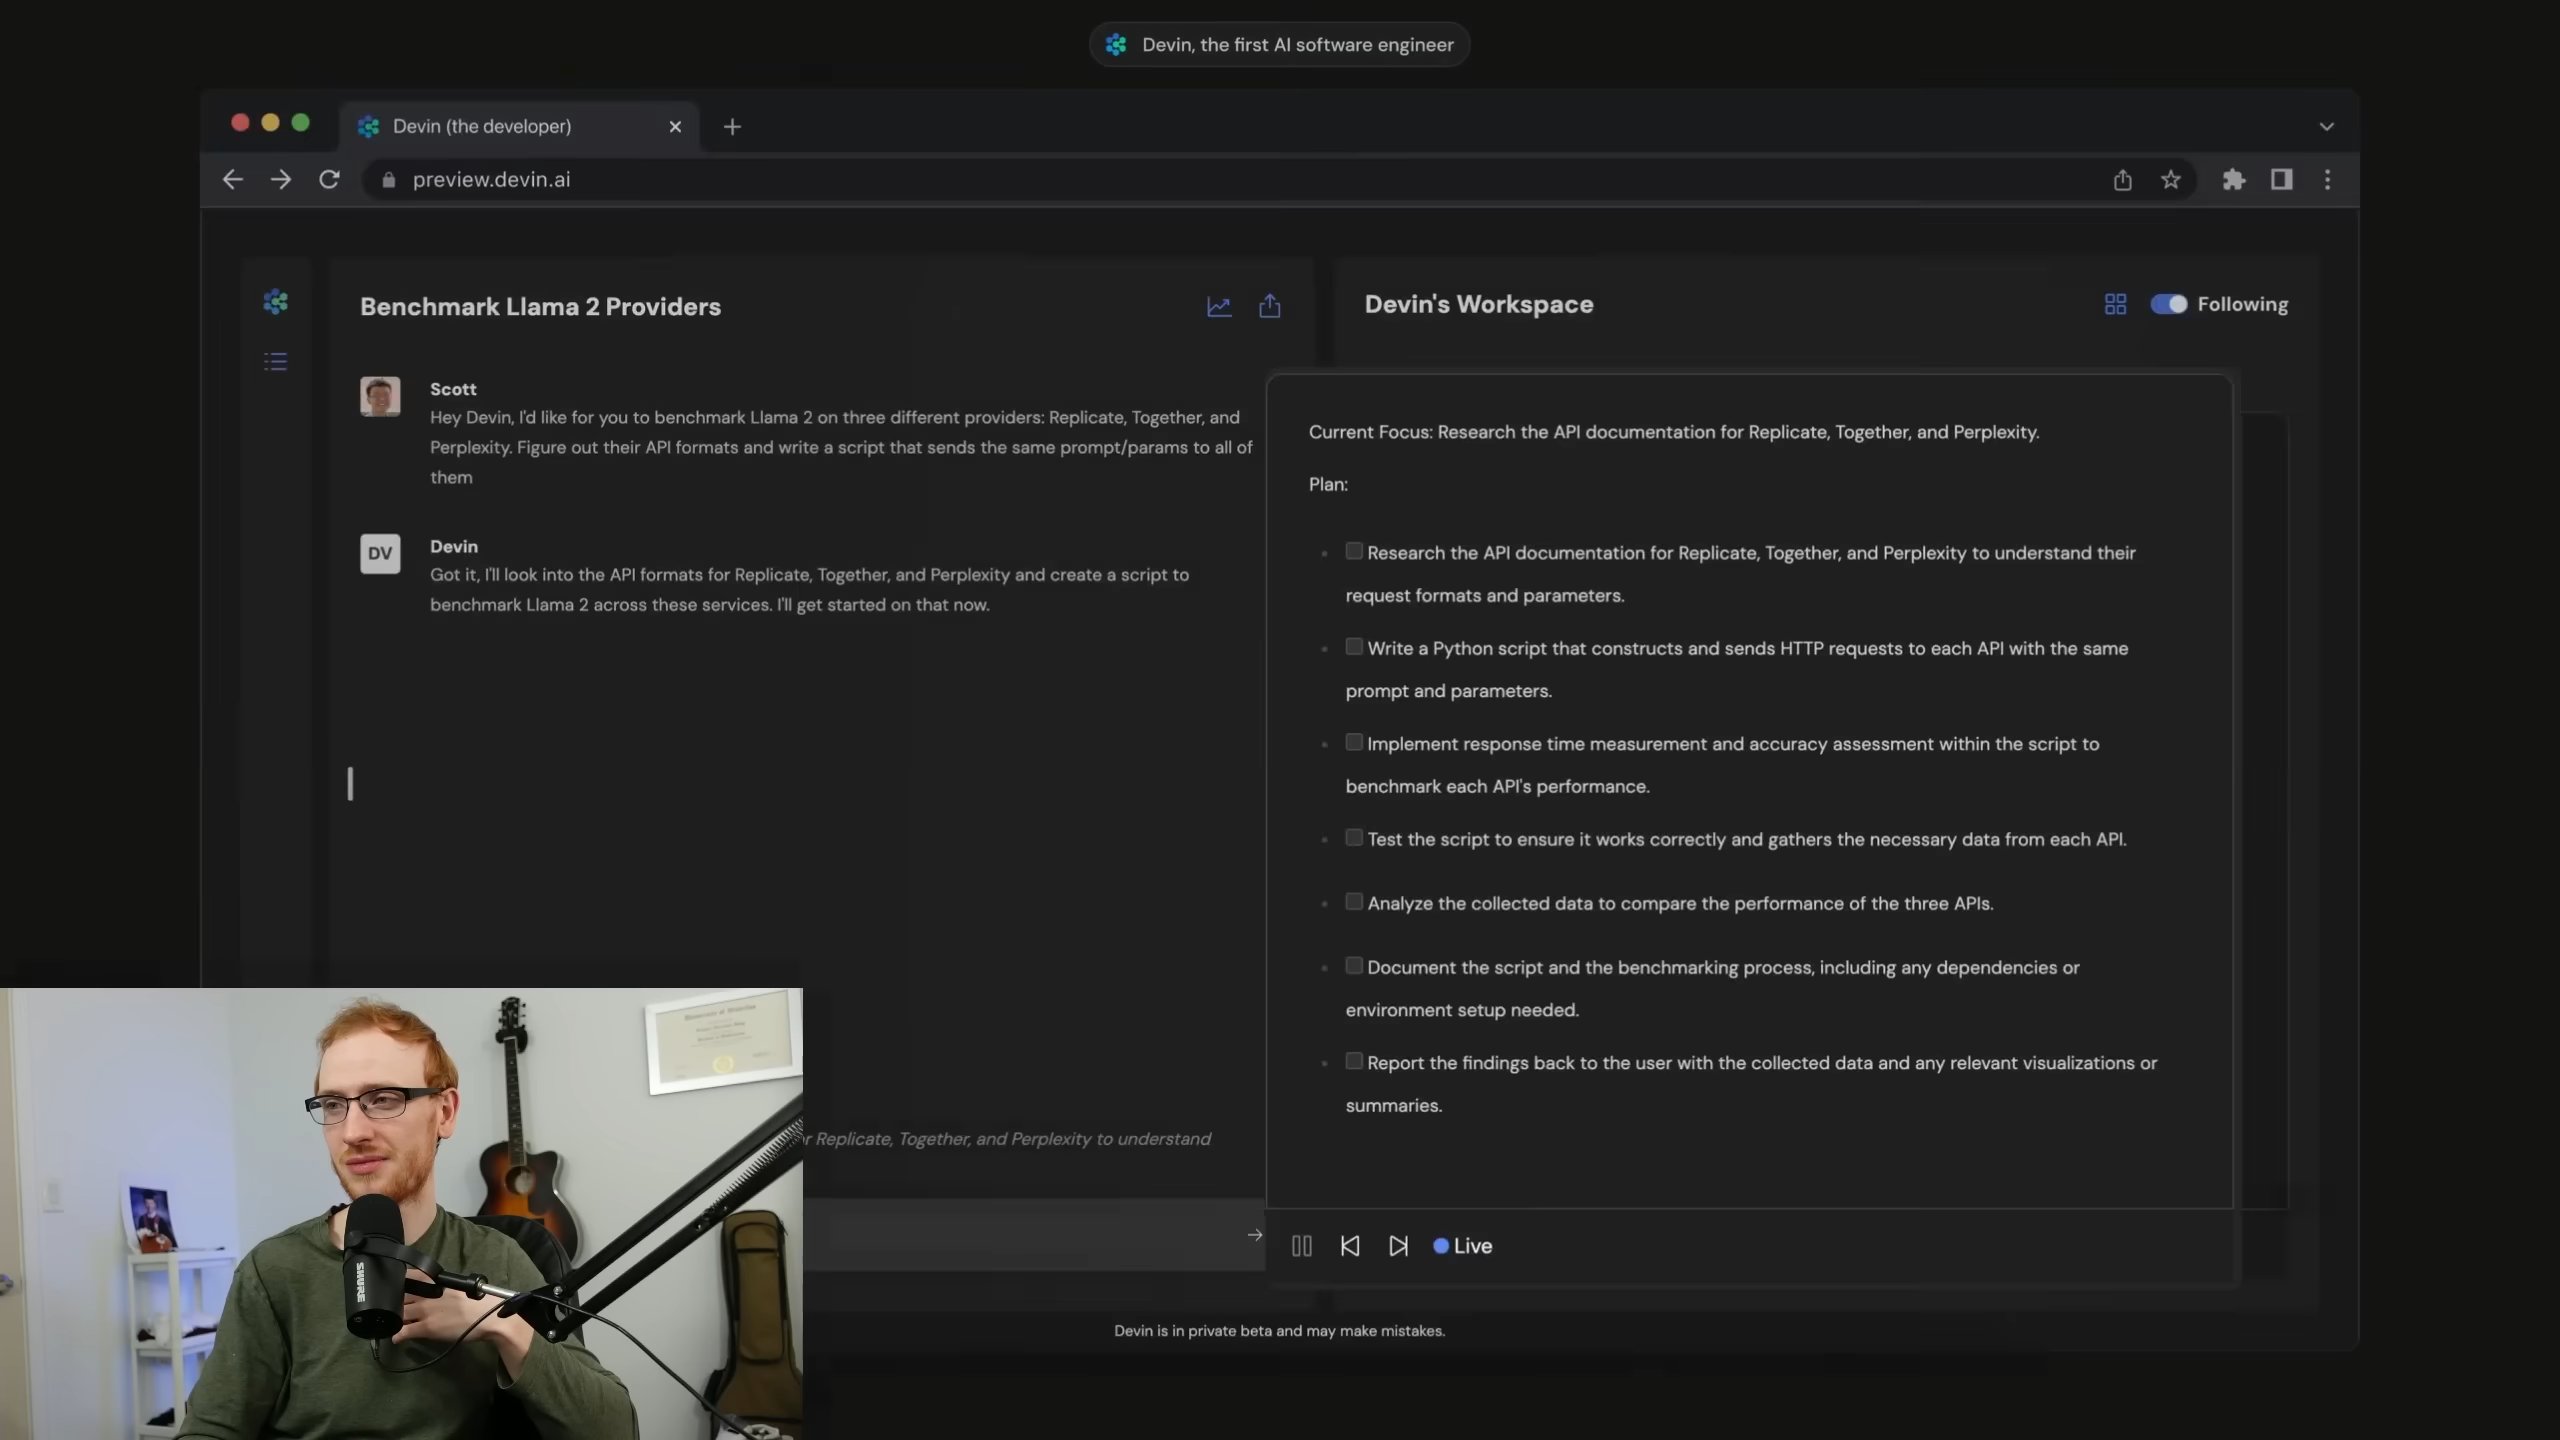 Devin, the first AI software engineer
Devin (the developer)
preview.devin.ai
Benchmark Llama 2 Providers
Scott
Hey Devin, I'd like for you to benchmark Llama 2 on three different providers: Replicate, Together, and
Perplexity. Figure out their API formats and write a script that sends the same prompt/params to all of
them
DV
Devin
Got it, I'll look into the API formats for Replicate, Together, and Perplexity and create a script to
benchmark Llama 2 across these services. I'll get started on that now.
Replicate, Together, and Perplexity to understand
Devin's Workspace
Following
Current Focus: Research the API documentation for Replicate, Together, and Perplexity.
Plan:
Research the API documentation for Replicate, Together, and Perplexity to understand their
request formats and parameters.
Write a Python script that constructs and sends HTTP requests to each API with the same
prompt and parameters.
Implement response time measurement and accuracy assessment within the script to
benchmark each API's performance.
Test the script to ensure it works correctly and gathers the necessary data from each API.
Analyze the collected data to compare the performance of the three APIs.
Document the script and the benchmarking process, including any dependencies or
environment setup needed.
Report the findings back to the user with the collected data and any relevant visualizations or
summaries.
Live
Devin is in private beta and may make mistakes.
SHURE